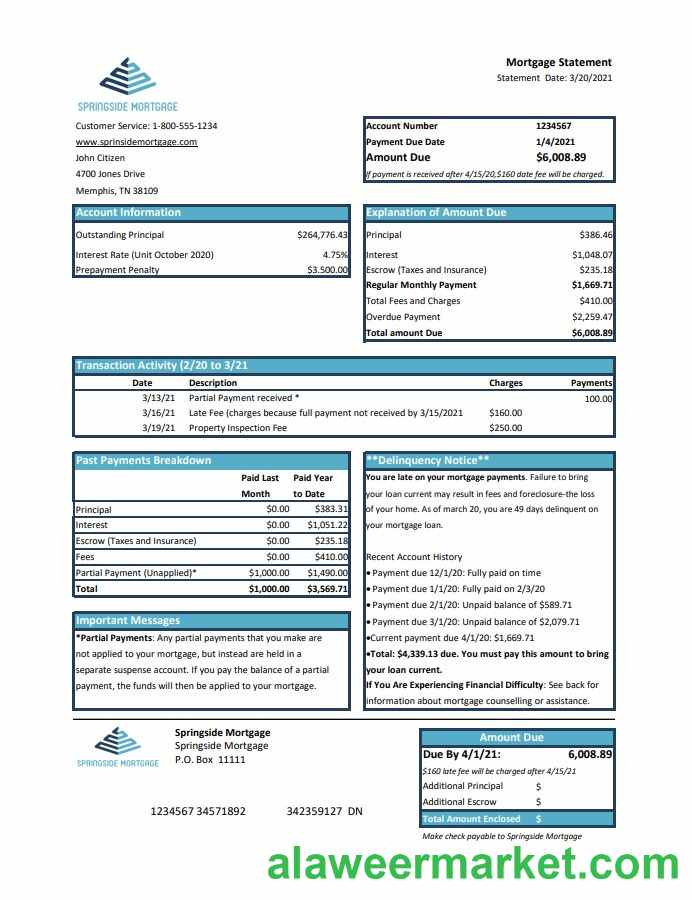 Mortgage Statement
Statement Date: 3/20/2021
SPRINGSIDE MORTGAGE
Customer Service: 1-800-555-1234
www.sprinsidemortgage.com
John Citizen
4700 Jones Drive
Memphis, TN 38109
Account Number 1234567
Payment Due Date 1/4/2021
Amount Due $6,008.89
If payment is received after 4/15/20,$160 date fee will be charged.
Account Information
Outstanding Principal $264,776.43
Interest Rate (Unit October 2020) 4.75%
Prepayment Penalty $3.500.00
Explanation of Amount Due
Principal $386.46
Interest $1,048.07
Escrow (Taxes and Insurance) $235.18
Regular Monthly Payment $1,669.71
Total Fees and Charges $410.00
Overdue Payment $2,259.47
Total amount Due $6,008.89
Transaction Activity (2/20 to 3/21
Date Description Charges Payments
3/13/21 Partial Payment received * 100.00
3/16/21 Late Fee (charges because full payment not received by 3/15/2021 $160.00
3/19/21 Property Inspection Fee $250.00
Past Payments Breakdown
Paid Last Paid Year
Month to Date
Principal $0.00 $383.31
Interest $0.00 $1,051.22
Escrow (Taxes and Insurance) $0.00 $235.18
Fees $0.00 $410.00
Partial Payment (Unapplied)* $1,000.00 $1,490.00
Total $1,000.00 $3,569.71
Important Messages
*Partial Payments: Any partial payments that you make are
not applied to your mortgage, but instead are held in a
separate suspense account. If you pay the balance of a partial
payment, the funds will then be applied to your mortgage.
**Delinquency Notice**
You are late on your mortgage payments. Failure to bring
your loan current may result in fees and foreclosure-the loss
of your home. As of march 20, you are 49 days delinquent on
your mortgage loan.
Recent Account History
• Payment due 12/1/20: Fully paid on time
• Payment due 1/1/20: Fully paid on 2/3/20
• Payment due 2/1/20: Unpaid balance of $589.71
• Payment due 3/1/20: Unpaid balance of $2,079.71
•Current payment due 4/1/20: $1,669.71
•Total: $4,339.13 due. You must pay this amount to bring
your loan current.
If You Are Experiencing Financial Difficulty: See back for
information about mortgage counselling or assistance.
SPRINGSIDE MORTGAGE
Springside Mortgage
Springside Mortgage
P.O. Box 11111
1234567 34571892 342359127 DN
Amount Due
Due By 4/1/21: 6,008.89
$160 late fee will be charged after 4/15/21
Additional Principal $
Additional Escrow $
Total Amount Enclosed $
Make check payable to Springside Mortgage
alaweermarket.com